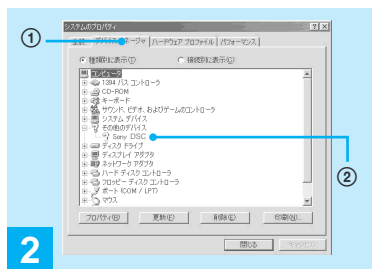 システムのプロパティ
①
全般 デバイス マネージャ ハードウェア プロファイル パフォーマンス
種類別に表示(T) 接続別に表示(C)
コンピュータ
1394 バス コントローラ
CD-ROM
キーボード
サウンド、ビデオ、およびゲームのコントローラ
システム デバイス
その他のデバイス
Sony DSC
②
ディスク ドライブ
ディスプレイ アダプタ
ネットワーク アダプタ
ハード ディスク コントローラ
フロッピー ディスク コントローラ
ポート (COM / LPT)
マウス
プロパティ(R) 更新(F) 削除(E) 印刷(N)...
閉じる キャンセル
2